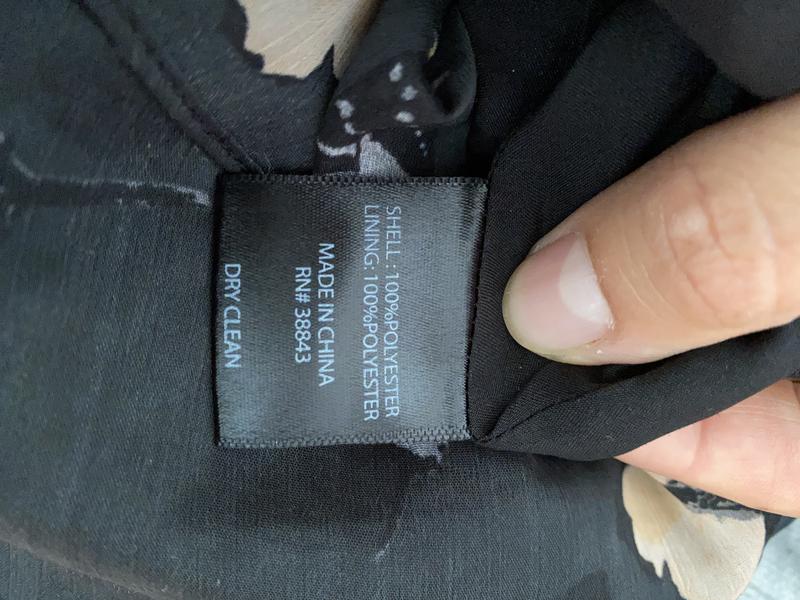 SHELL : 100%POLYESTER
LINING: 100%POLYESTER
MADE IN CHINA
RN# 38843
DRY CLEAN